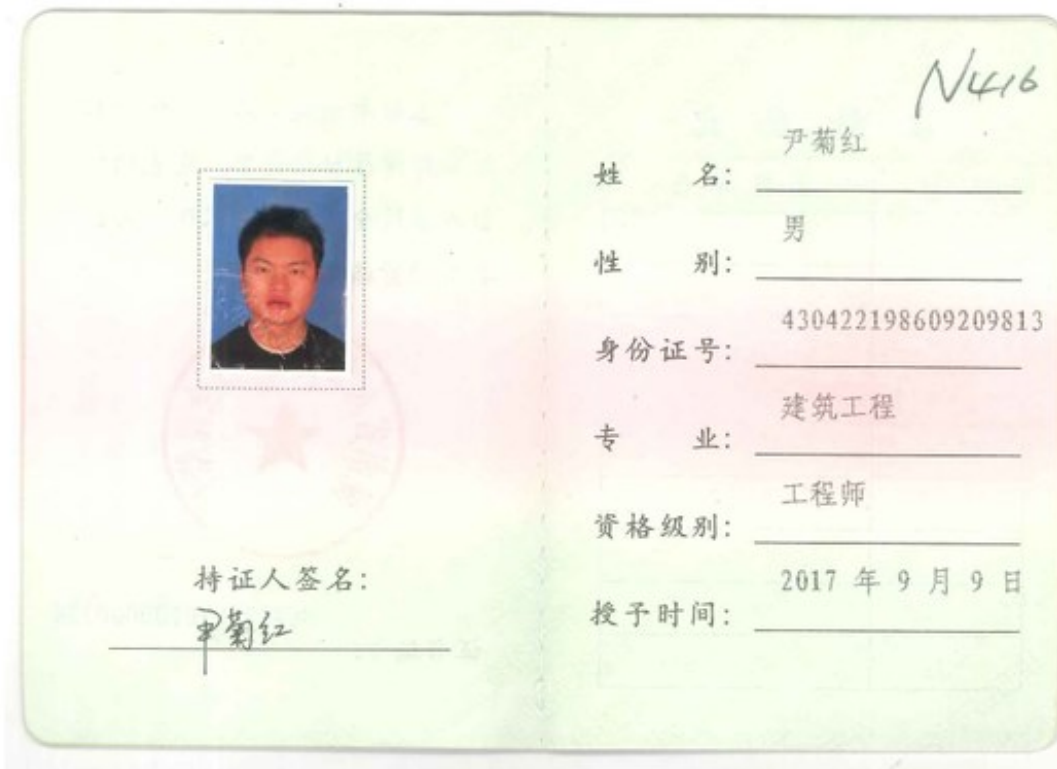 N416
姓 名: 尹菊红
性 别: 男
身份证号: 430422198609209813
专 业: 建筑工程
资格级别: 工程师
授予时间: 2017 年 9 月 9 日
持证人签名:
尹菊红